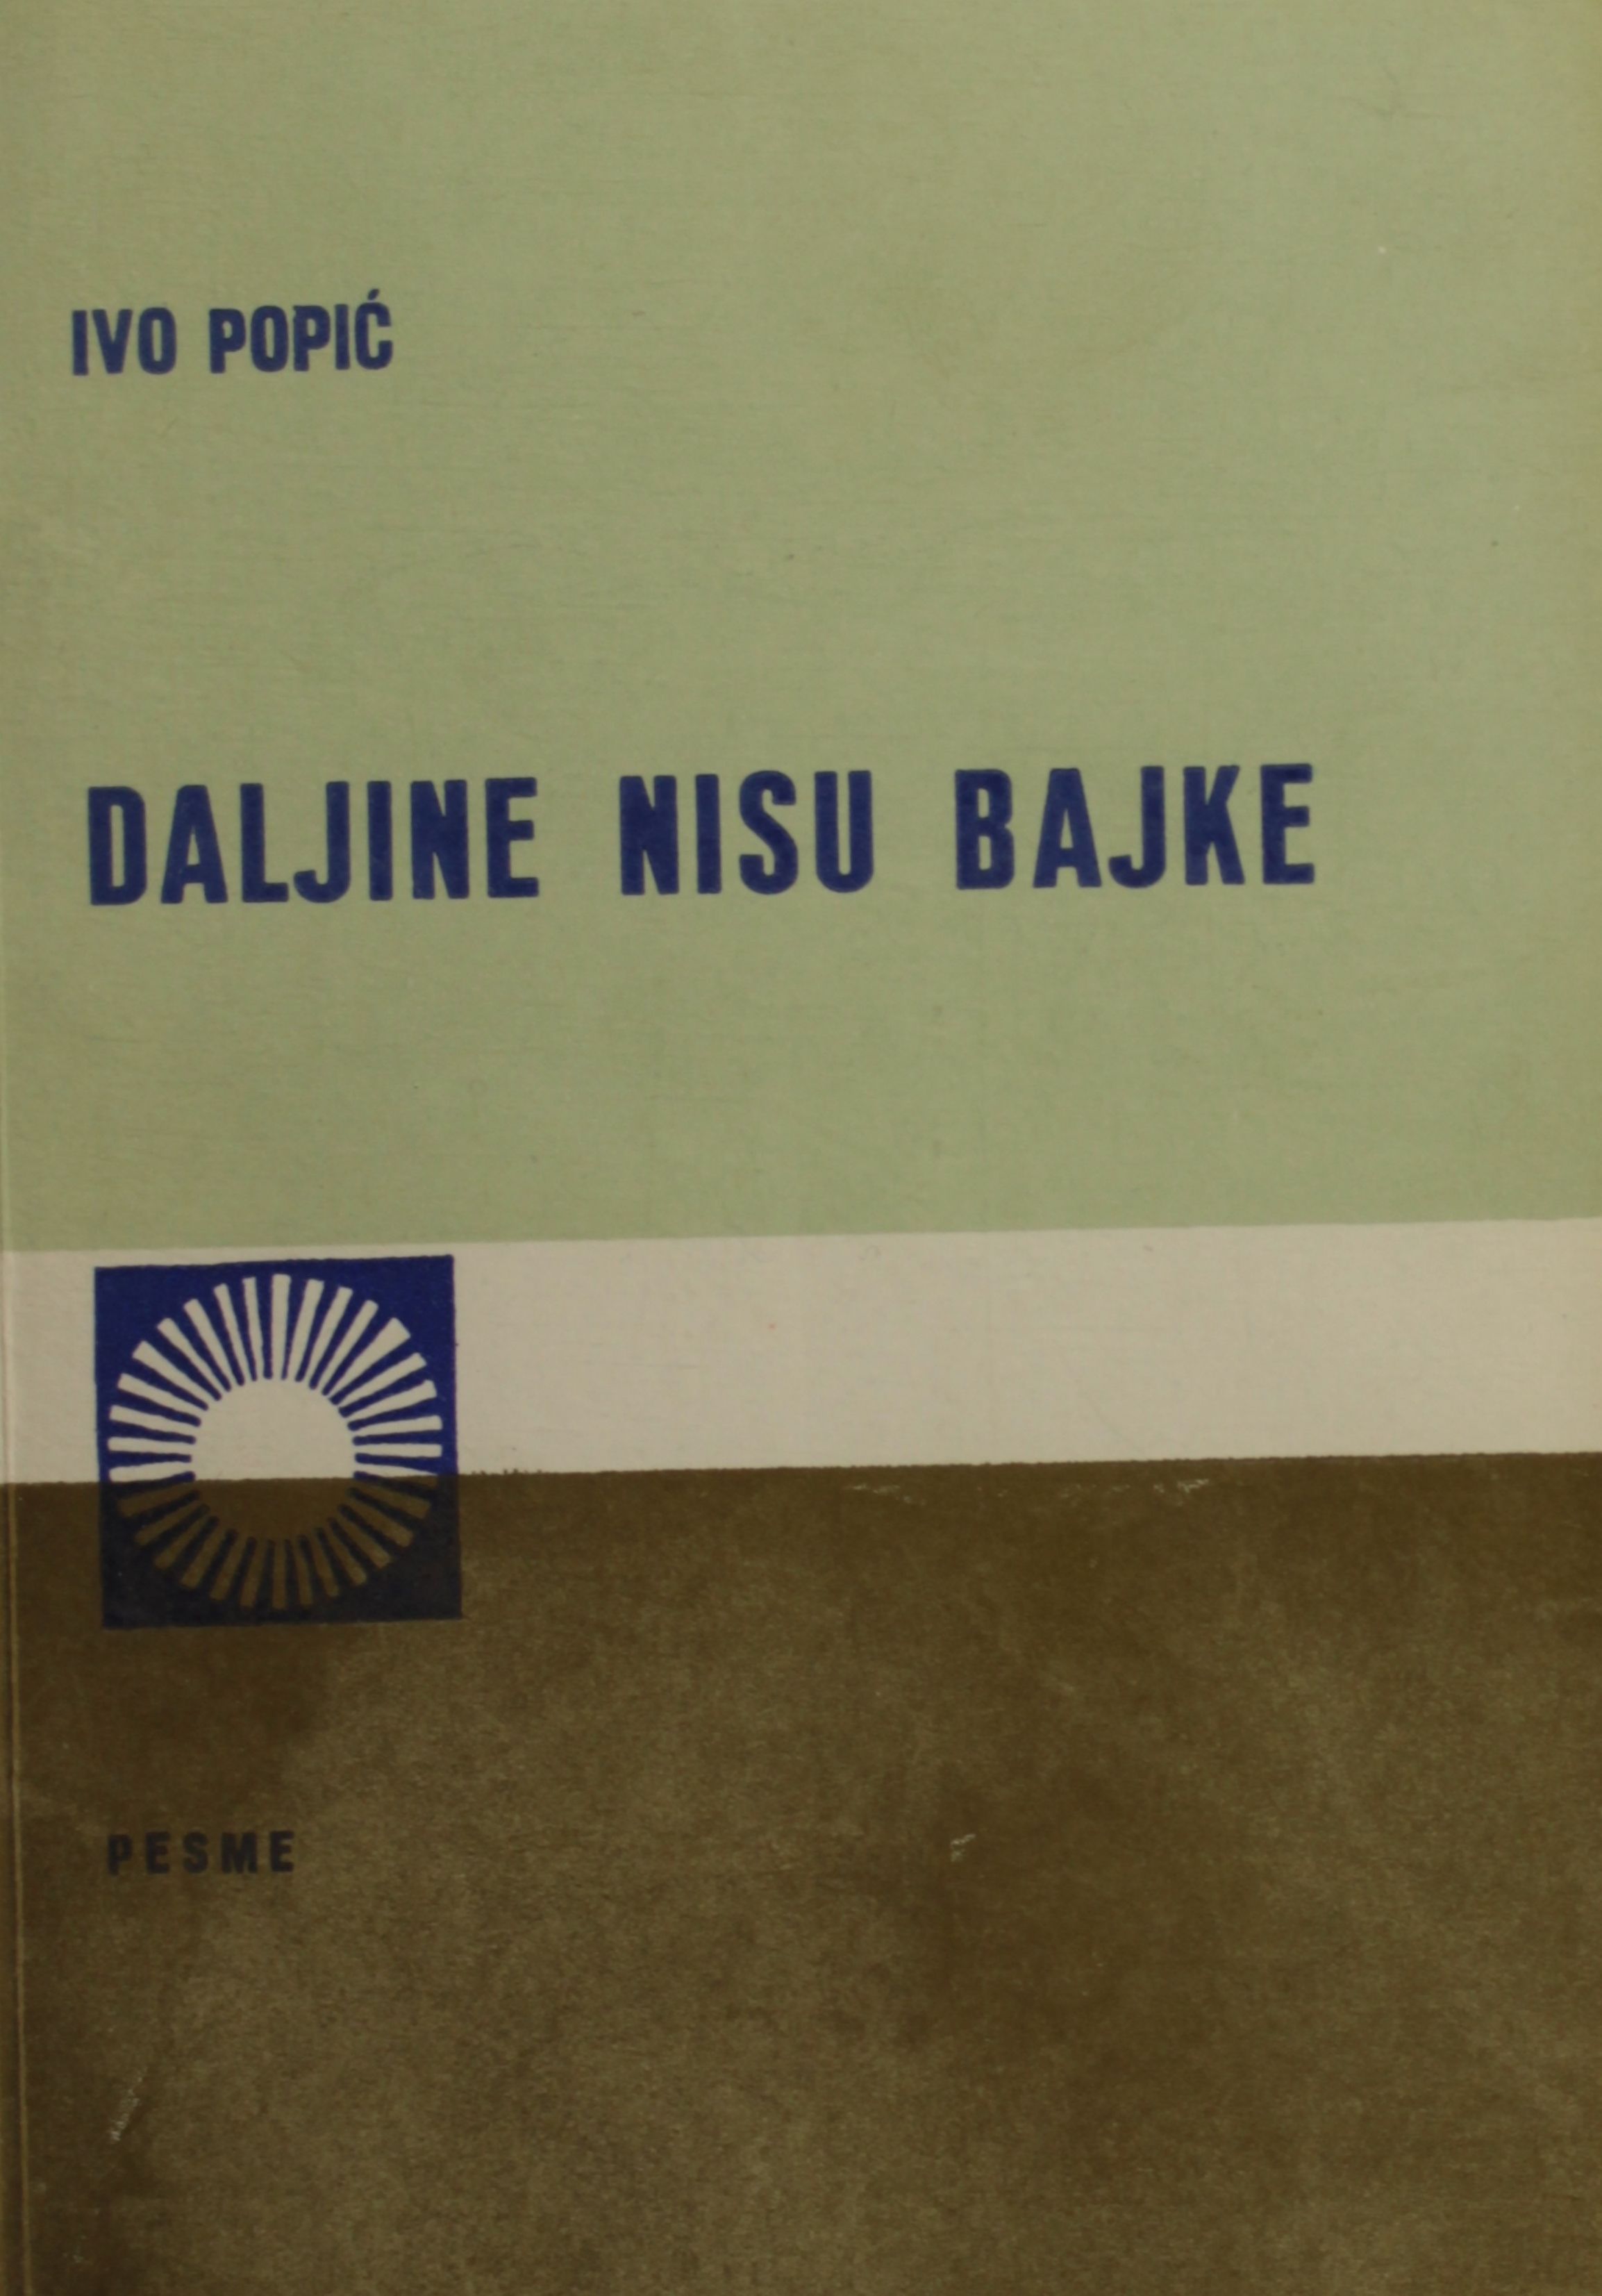 IVO POPIĆ
DALJINE NISU BAJKE
PESME